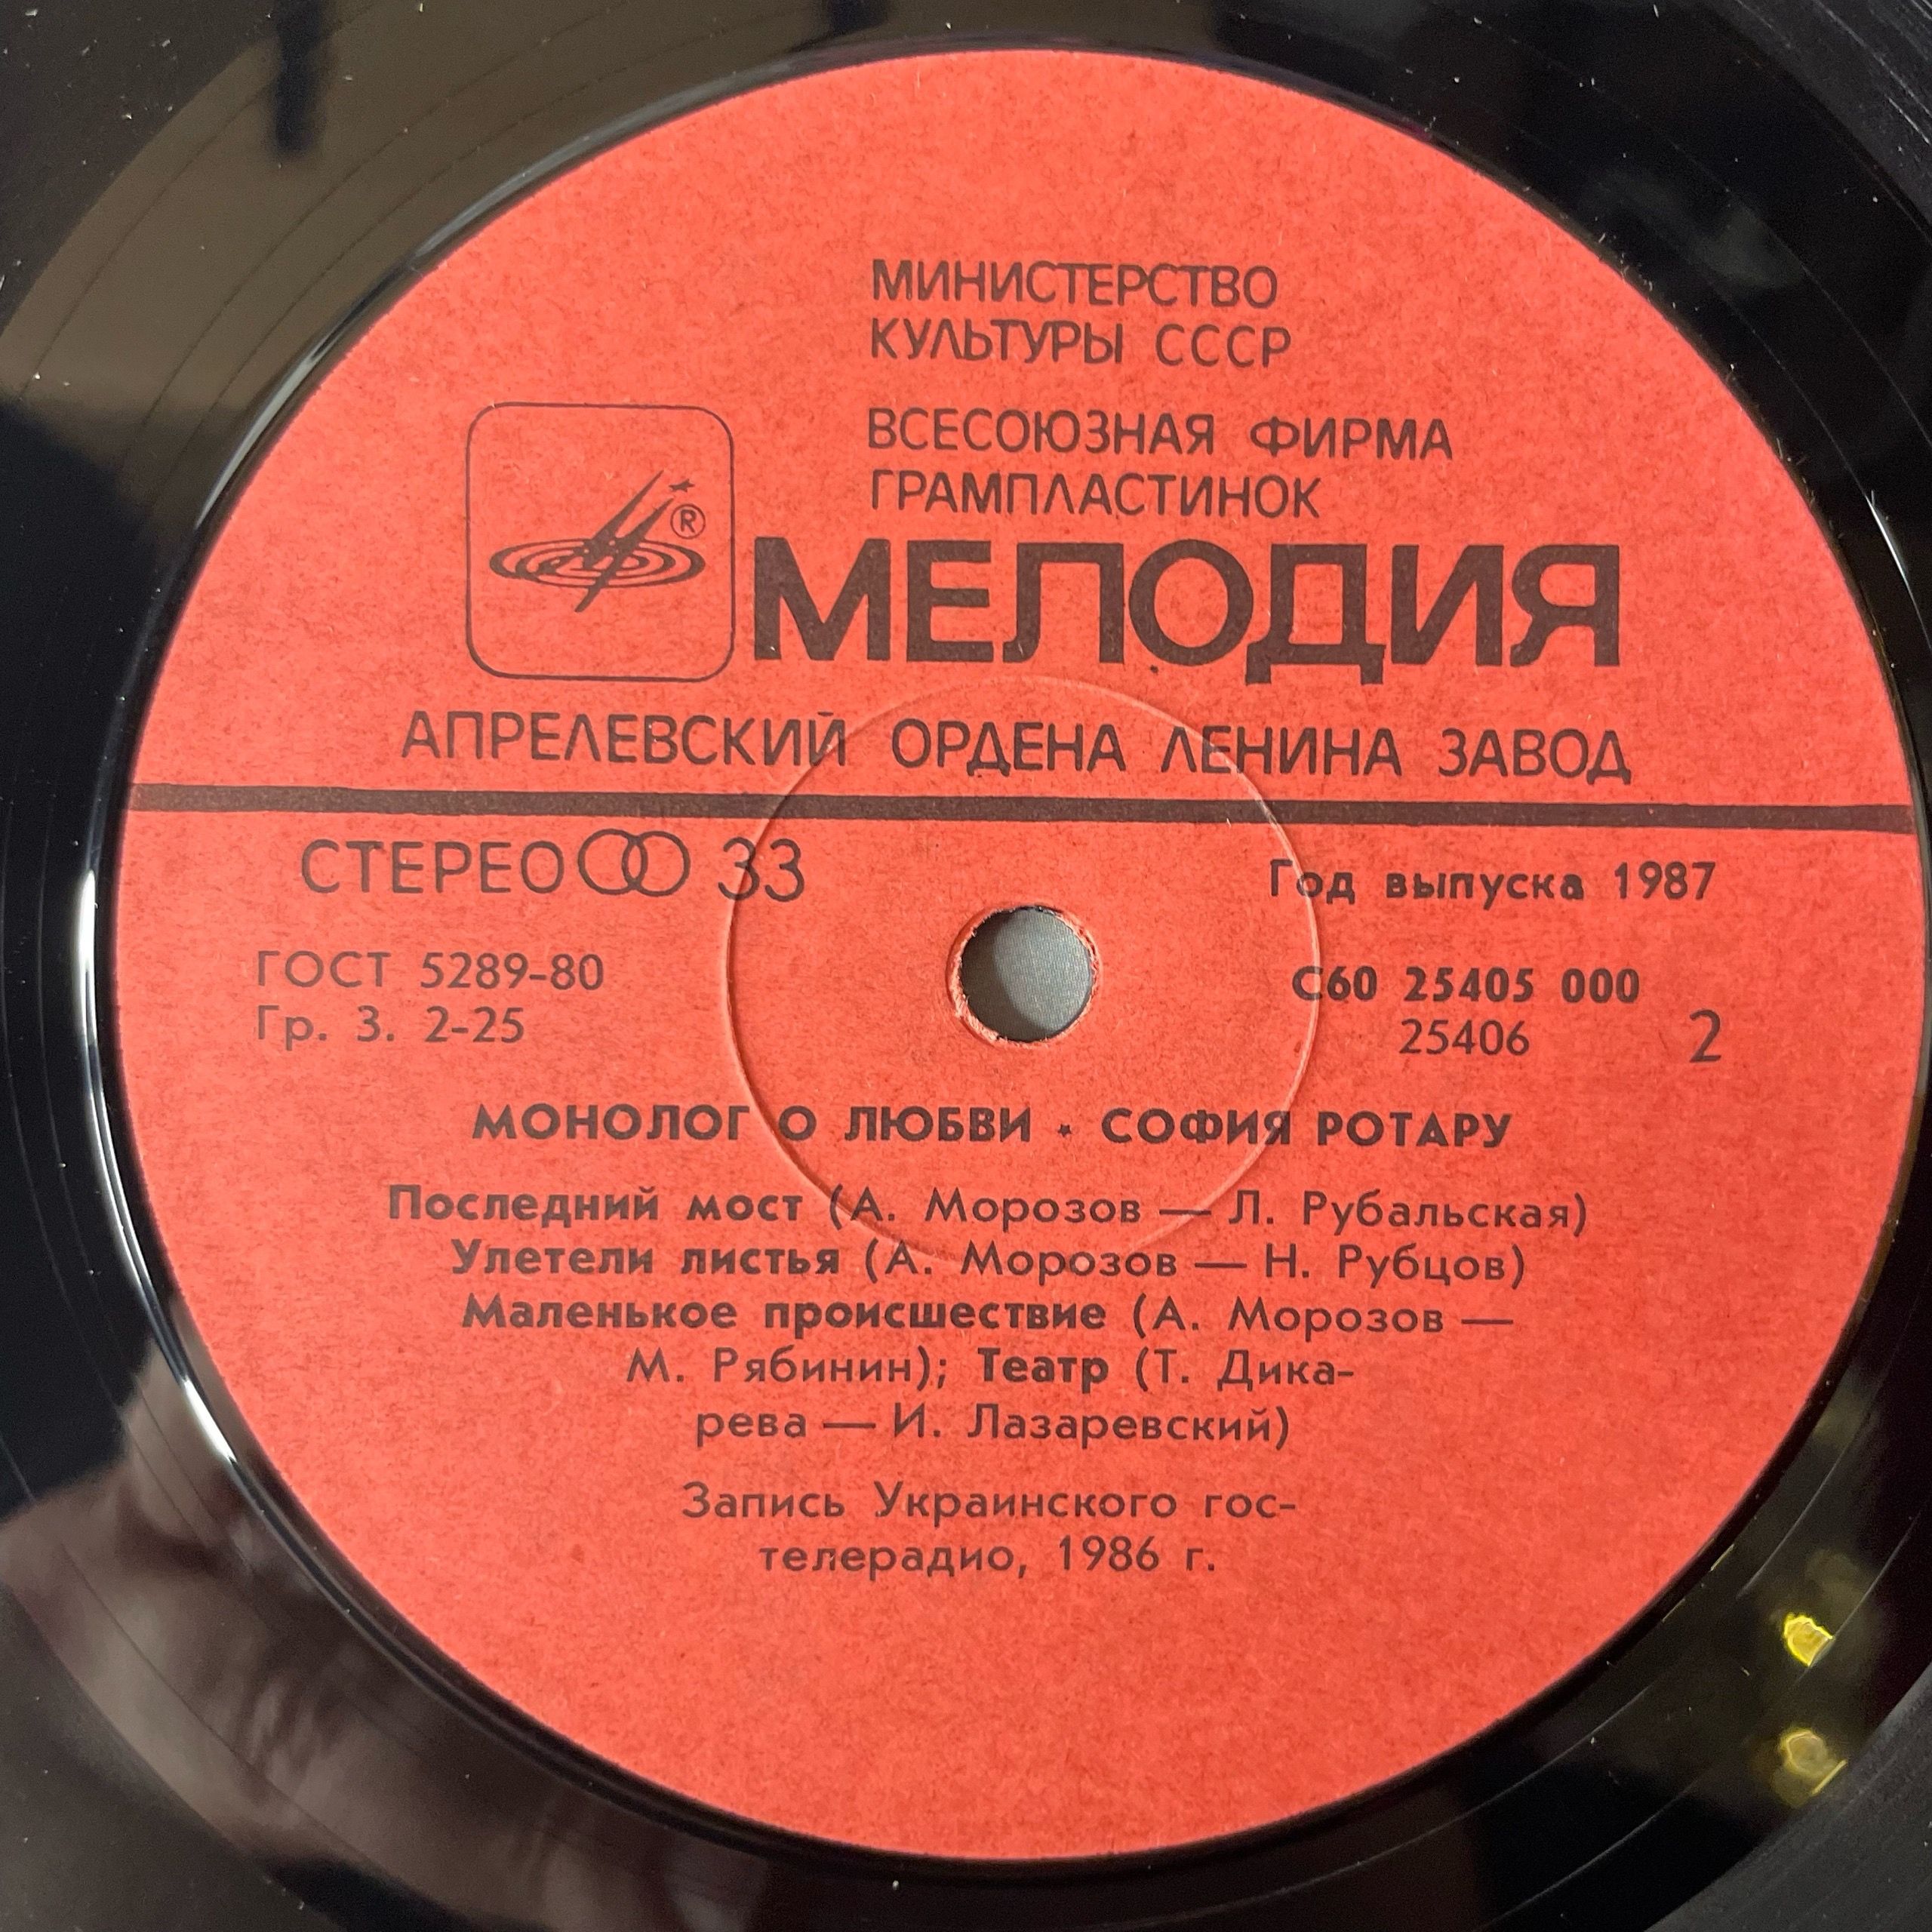 МИНИСТЕРСТВО
КУЛЬТУРЫ СССР
ВСЕСОЮЗНАЯ ФИРМА
ГРАМПЛАСТИНОК
®
МЕЛОДИЯ
АПРЕЛЕВСКИЙ ОРДЕНА ЛЕНИНА ЗАВОД
СТЕРЕО 33
Год выпуска 1987
ГОСТ 5289-80
Гр. 3. 2-25
С60 25405 000
25406
2
МОНОЛОГ О ЛЮБВИ ⋆ СОФИЯ РОТАРУ
Последний мост (А. Морозов — Л. Рубальская)
Улетели листья (А. Морозов — Н. Рубцов)
Маленькое происшествие (А. Морозов —
М. Рябинин); Театр (Т. Дика-
рева — И. Лазаревский)
Запись Украинского гос-
телерадио, 1986 г.